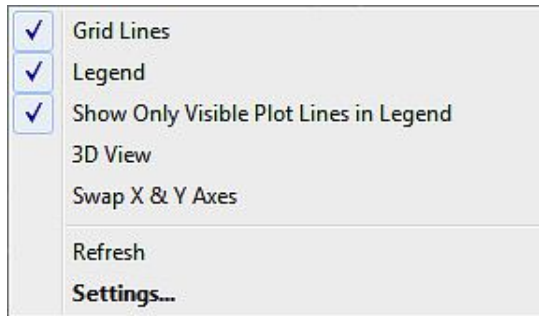 Grid Lines
Legend
Show Only Visible Plot Lines in Legend
3D View
Swap X & Y Axes
Refresh
Settings...